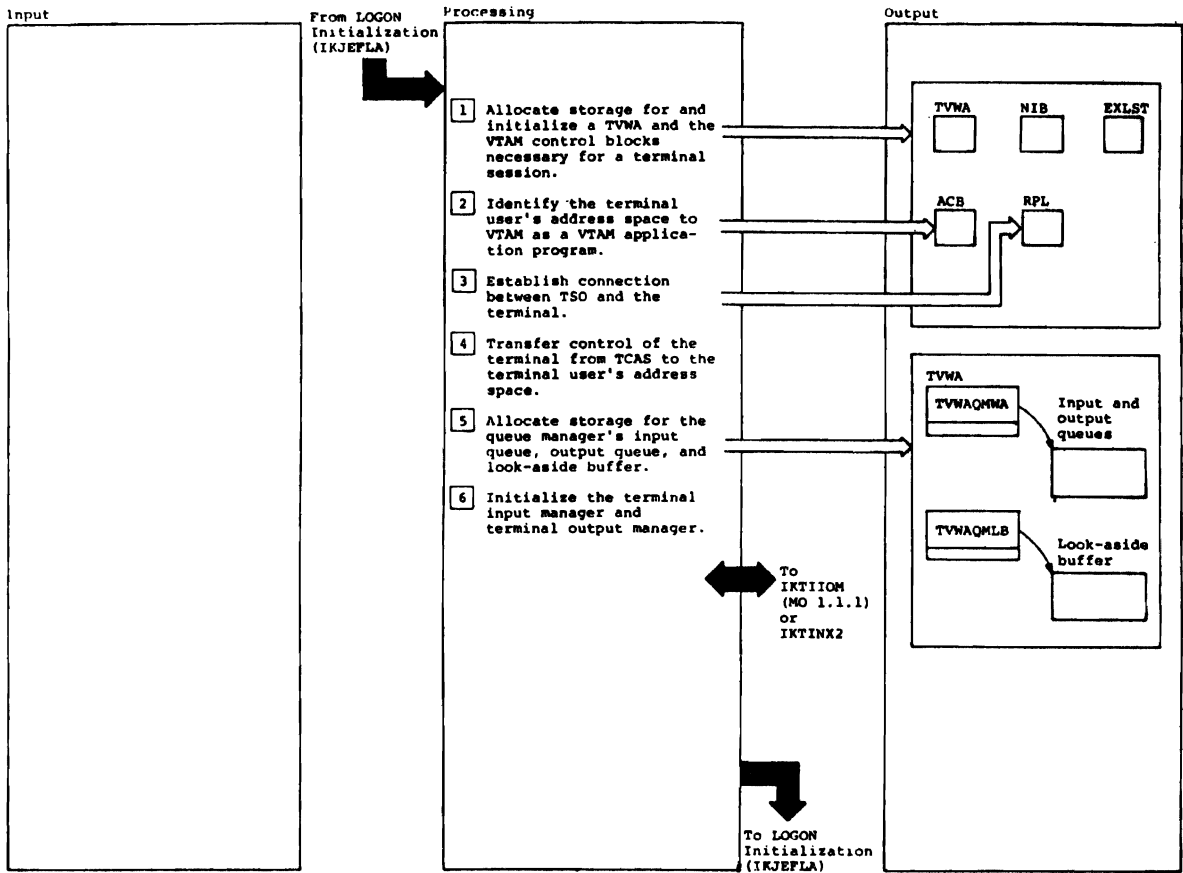 Input
From LOGON
Initialization
(IKJEFLA)
Processing
Output
1 Allocate storage for and
initialize a TVWA and the
VTAM control blocks
necessary for a terminal
session.
2 Identify the terminal
user's address space to
VTAM as a VTAM applica-
tion program.
3 Establish connection
between TSO and the
terminal.
4 Transfer control of the
terminal from TCAS to the
terminal user's address
space.
5 Allocate storage for the
queue manager's input
queue, output queue, and
look-aside buffer.
6 Initialize the terminal
input manager and
terminal output manager.
To
IKTIIOM
(MO 1.1.1)
or
IKTINX2
To LOGON
Initialization
(IKJEFLA)
TVWA NIB EXLST
ACB RPL
TVWA
TVWAQMWA
Input and
output
queues
TVWAQMLB
Look-aside
buffer